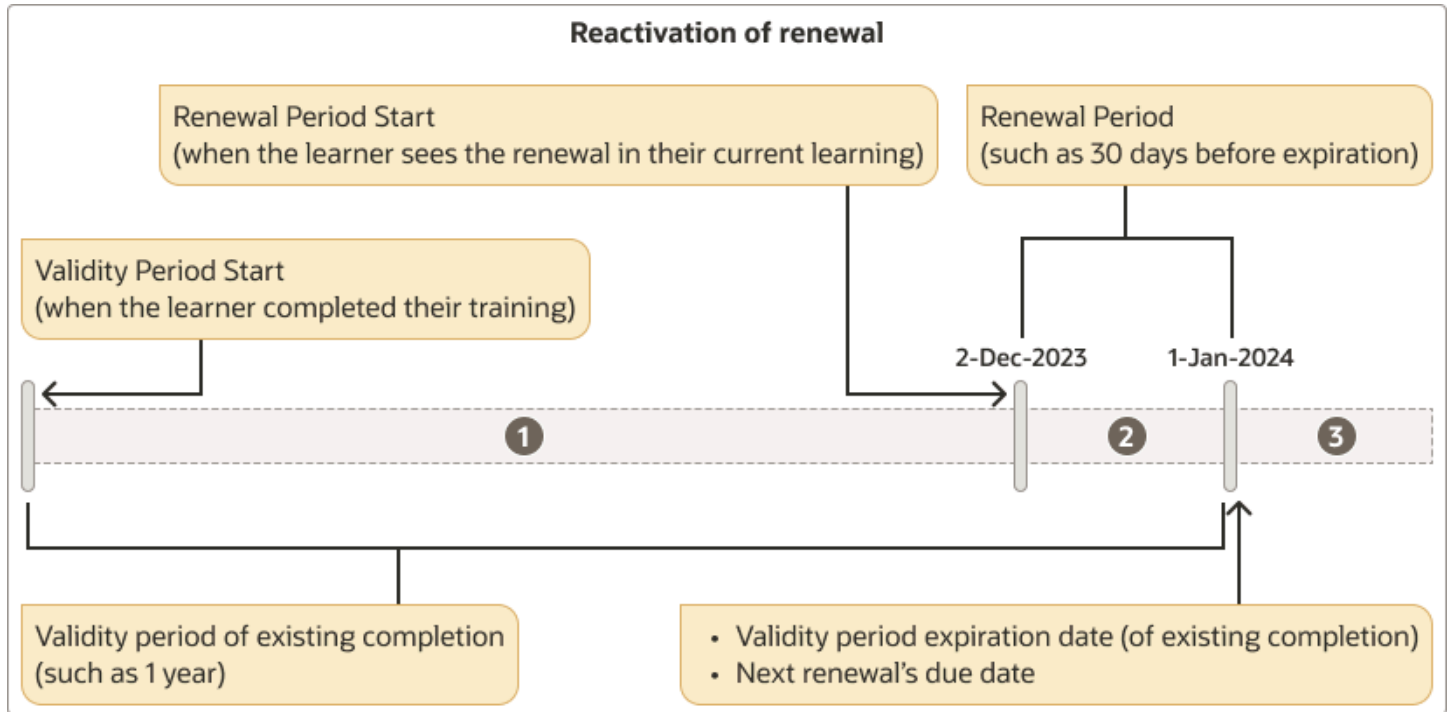 Reactivation of renewal
Renewal Period Start
(when the learner sees the renewal in their current learning)
Renewal Period
(such as 30 days before expiration)
Validity Period Start
(when the learner completed their training)
2-Dec-2023
1-Jan-2024
1
2
3
Validity period of existing completion
(such as 1 year)
• Validity period expiration date (of existing completion)
• Next renewal's due date